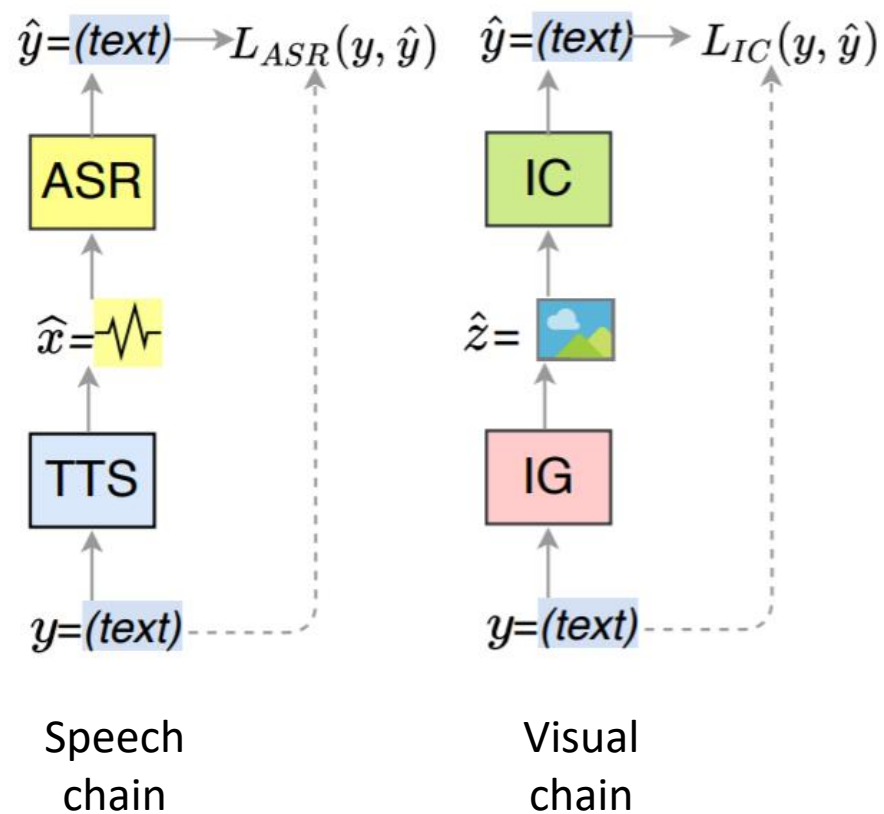 ŷ=(text) → L_ASR(y, ŷ)
ASR
x̂=
TTS
y=(text)
Speech
chain
ŷ=(text) → L_IC(y, ŷ)
IC
ẑ=
IG
y=(text)
Visual
chain